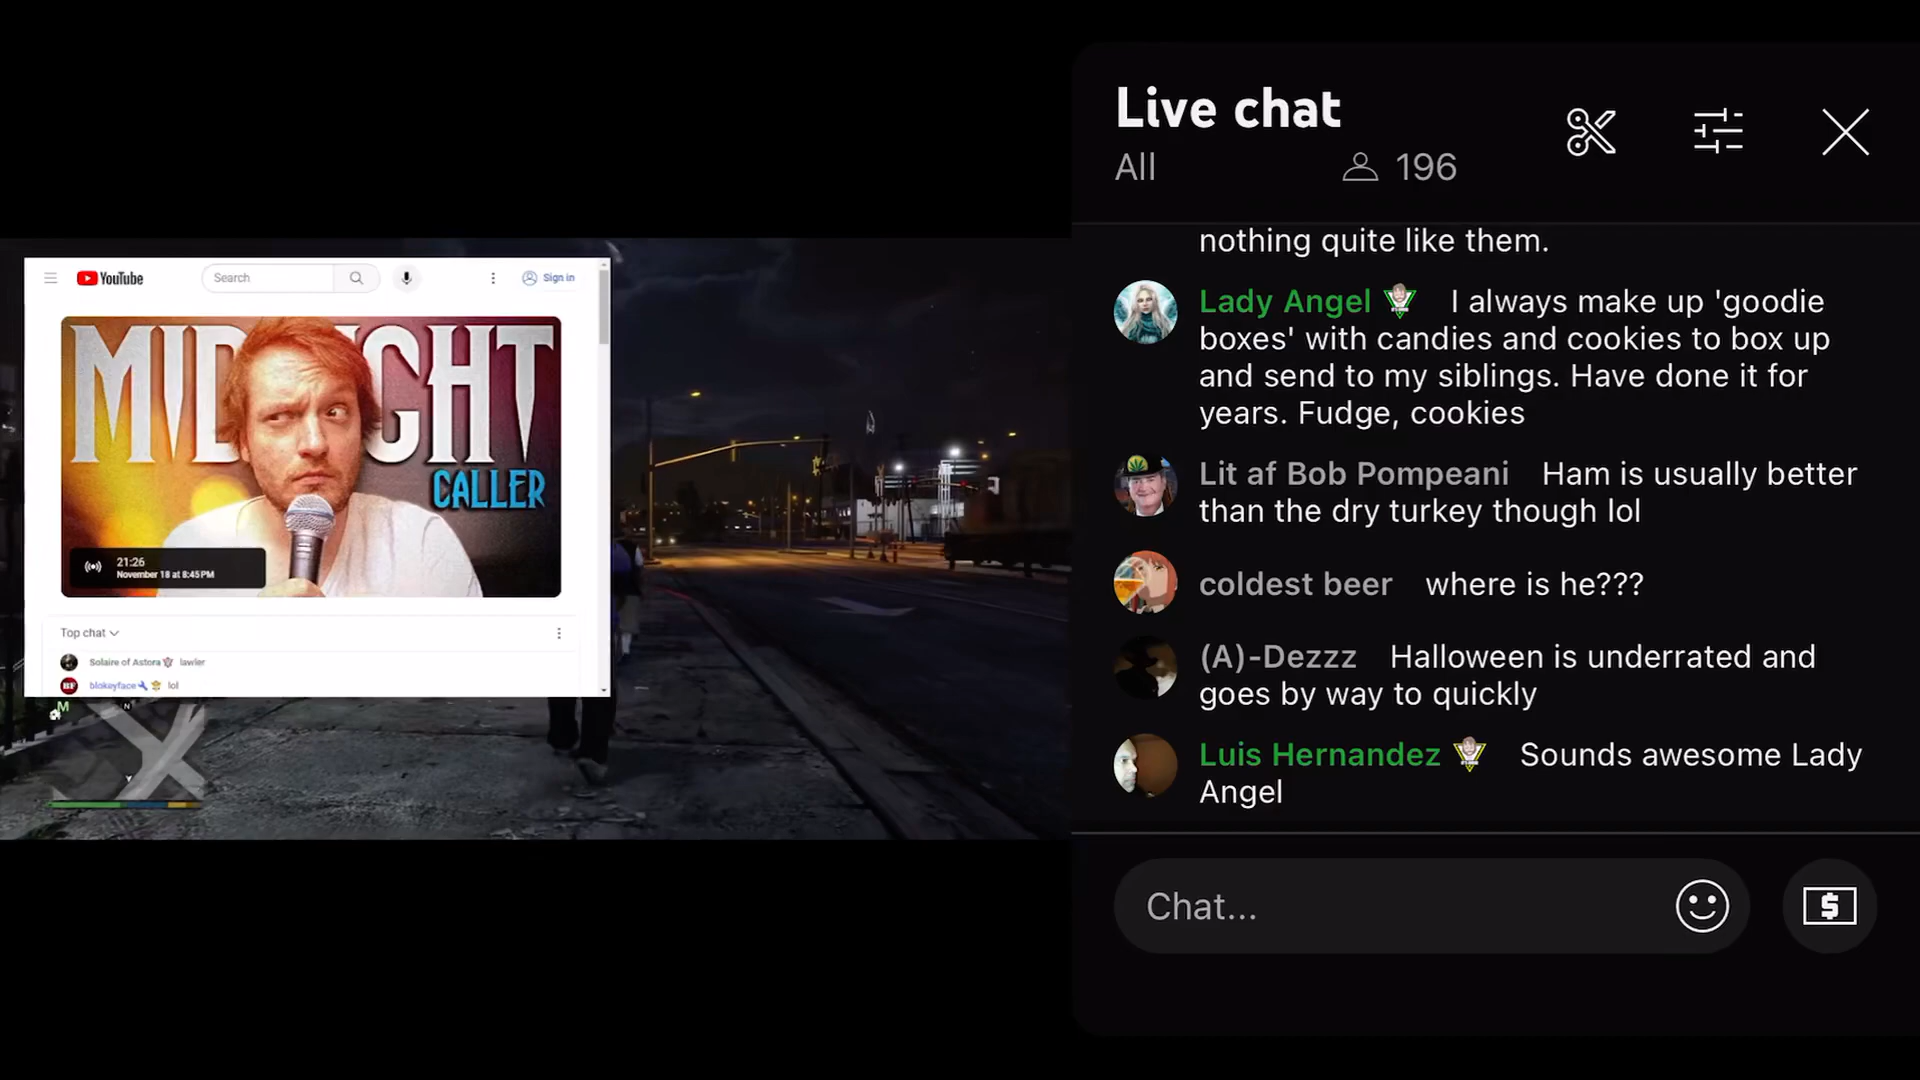 YouTube
Search
Sign in
MIDNIGHT
CALLER
21:26
November 18 at 8:45PM
Top chat
Solaire of Astora lawler
BF
blokeyface lol
M
N
Live chat
All 196
nothing quite like them.
Lady Angel I always make up 'goodie
boxes' with candies and cookies to box up
and send to my siblings. Have done it for
years. Fudge, cookies
Lit af Bob Pompeani Ham is usually better
than the dry turkey though lol
coldest beer where is he???
(A)-Dezzz Halloween is underrated and
goes by way to quickly
Luis Hernandez Sounds awesome Lady
Angel
Chat...
$